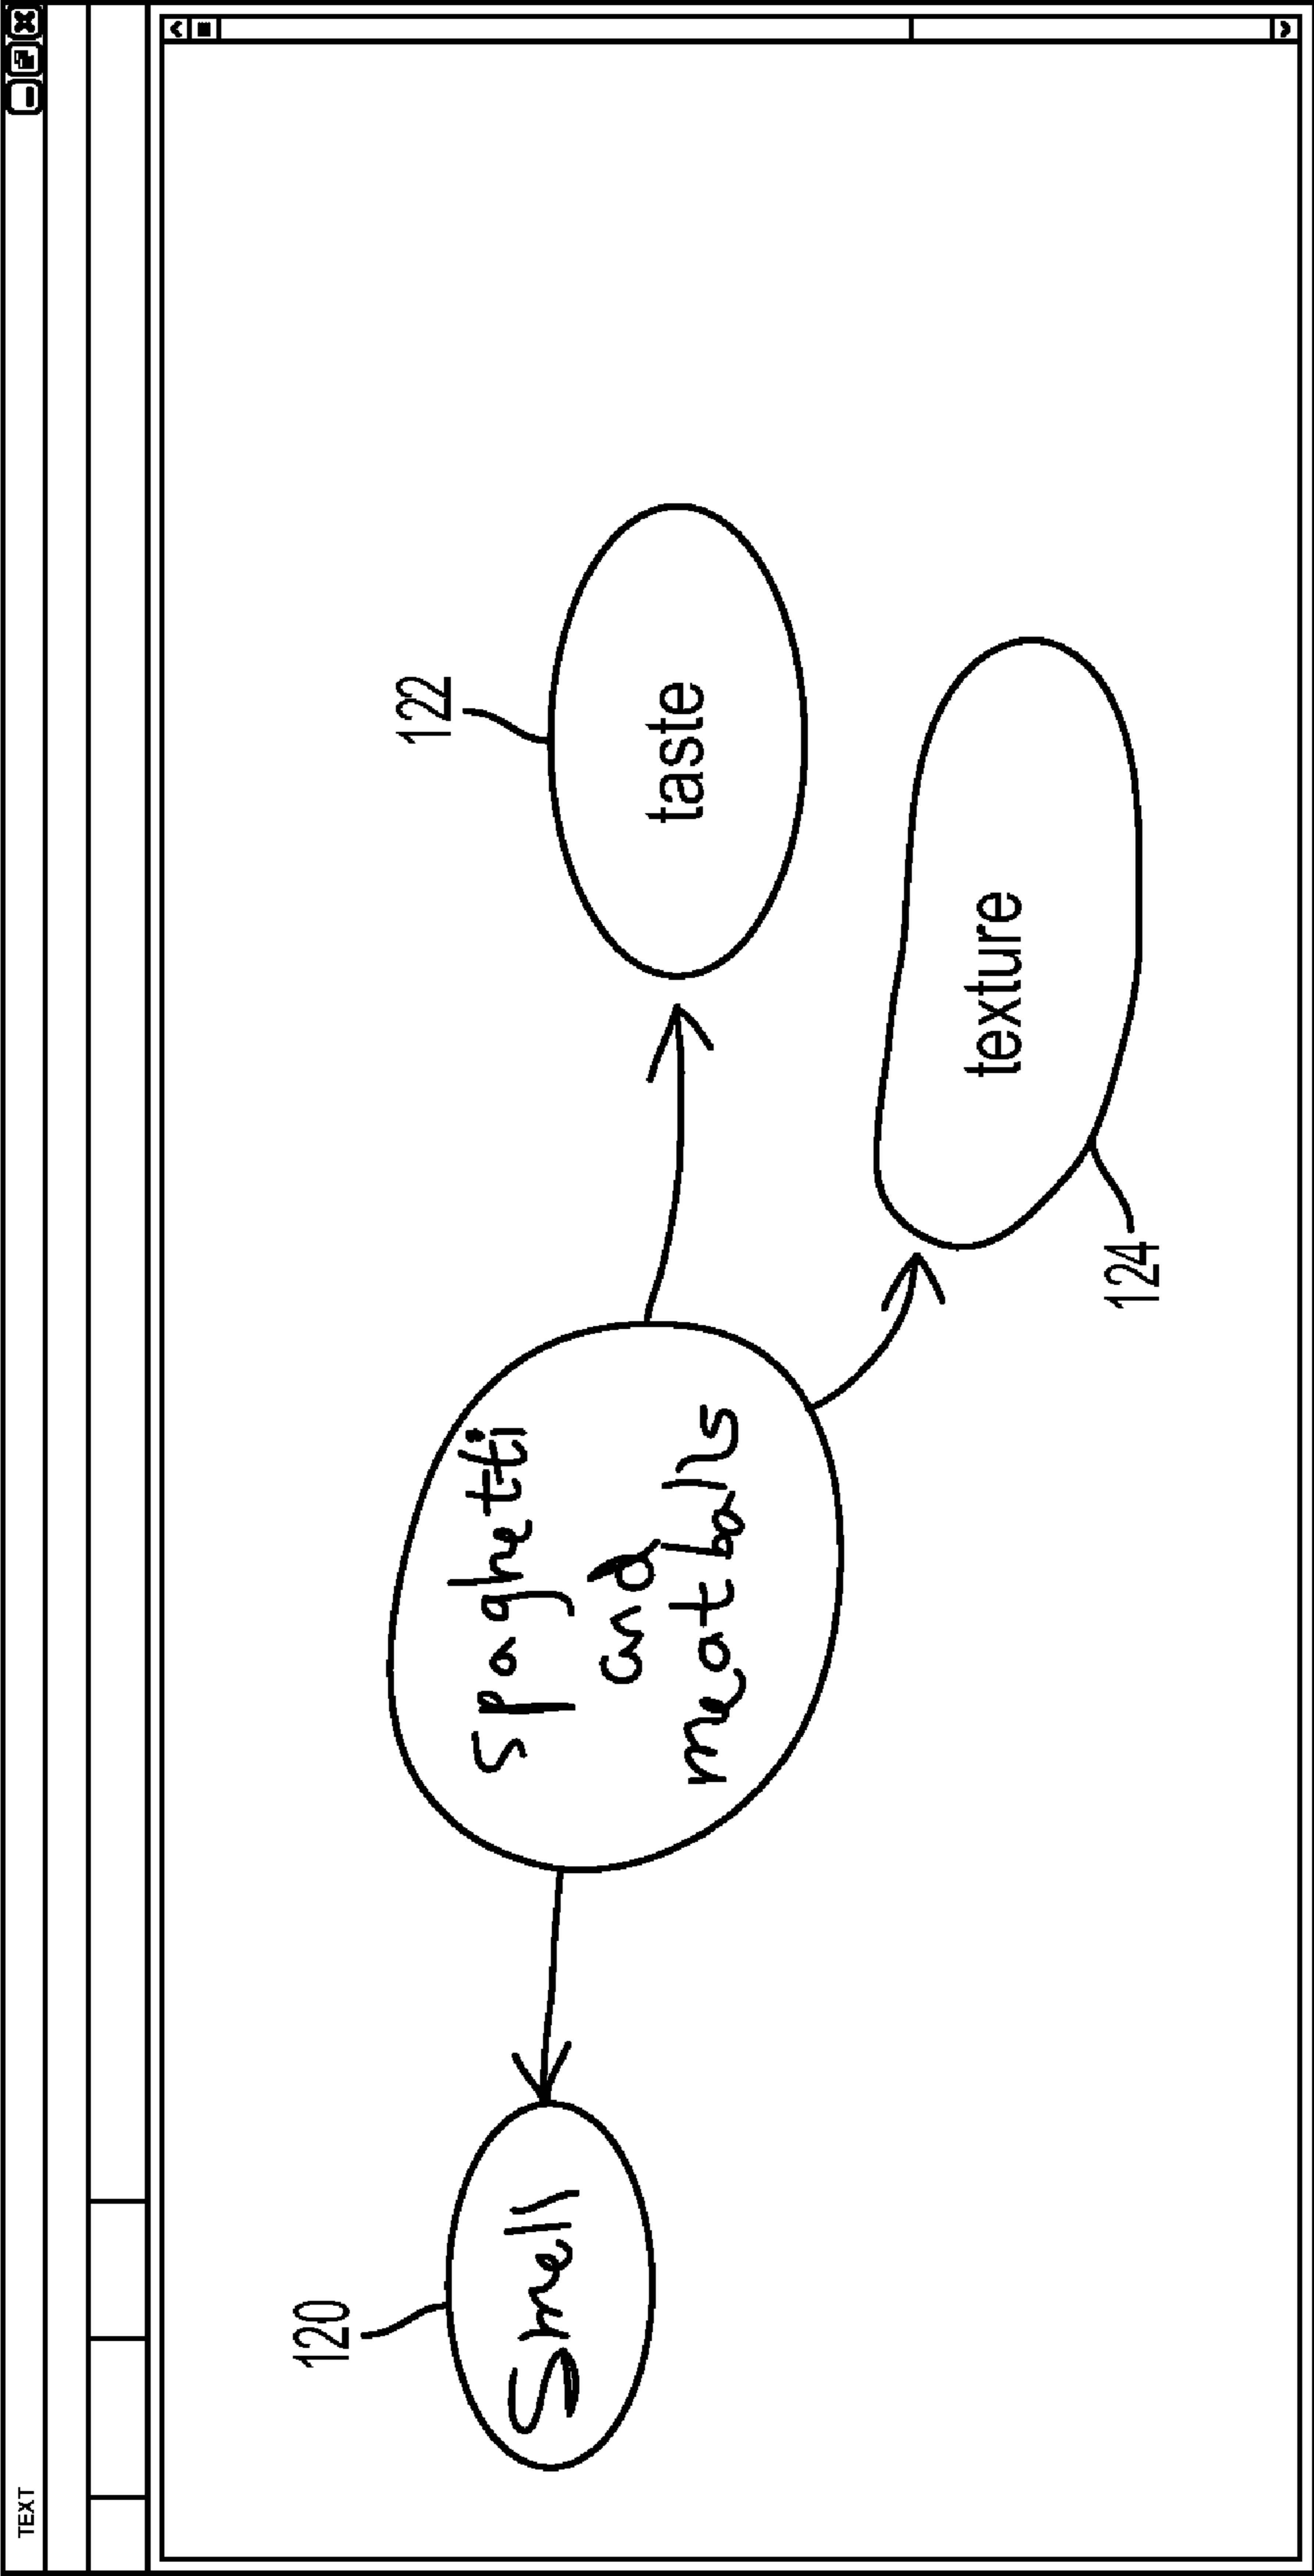 TEXT
120
Smell
spaghetti
and
meatballs
122
taste
texture
124